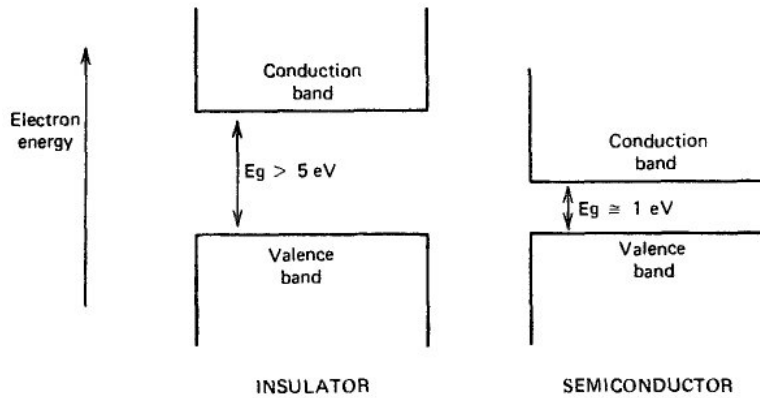 Electron
energy
Conduction
band
Eg > 5 eV
Valence
band
INSULATOR
Conduction
band
Eg ≅ 1 eV
Valence
band
SEMICONDUCTOR